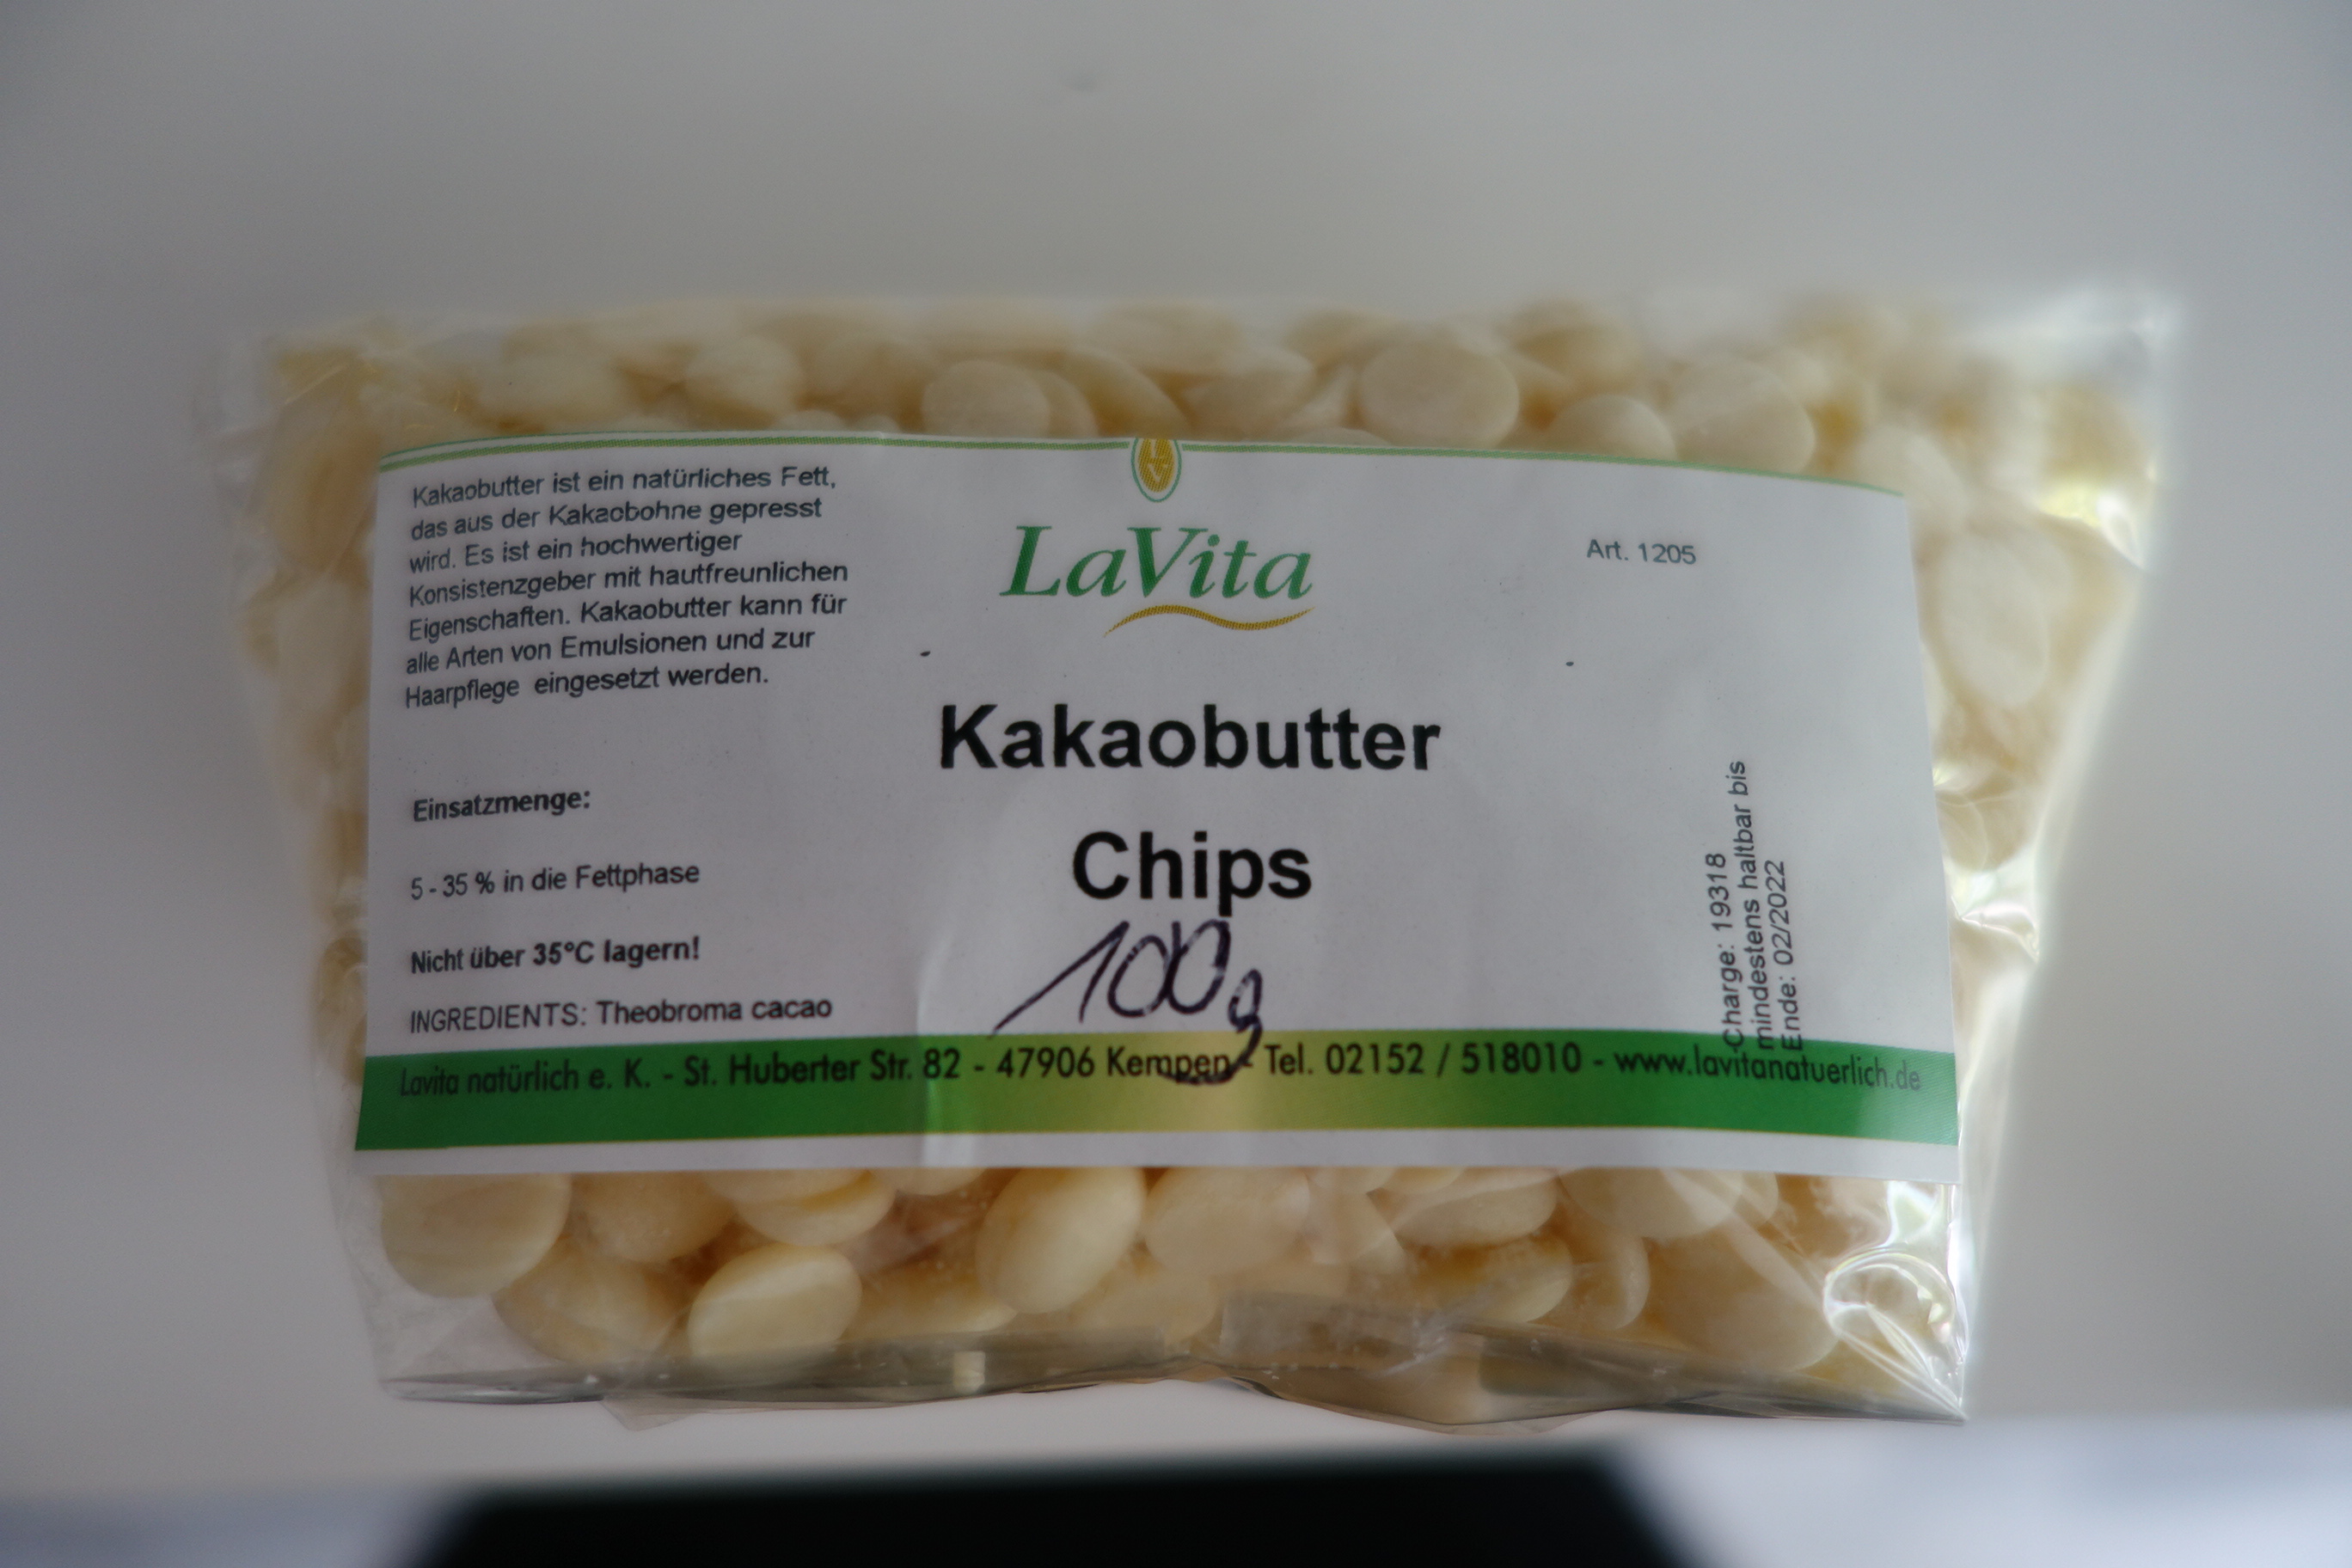 Kakaobutter ist ein natürliches Fett,
das aus der Kakaobohne gepresst
wird. Es ist ein hochwertiger
Konsistenzgeber mit hautfreunlichen
Eigenschaften. Kakaobutter kann für
alle Arten von Emulsionen und zur
Haarpflege eingesetzt werden.
Einsatzmenge:
5 - 35 % in die Fettphase
Nicht über 35°C lagern!
INGREDIENTS: Theobroma cacao
LV
LaVita
Kakaobutter
Chips
100g
Art. 1205
Charge: 19318
mindestens haltbar bis
Ende: 02/2022
Lavita natürlich e. K. - St. Huberter Str. 82 - 47906 Kempen - Tel. 02152 / 518010 - www.lavitanatuerlich.de